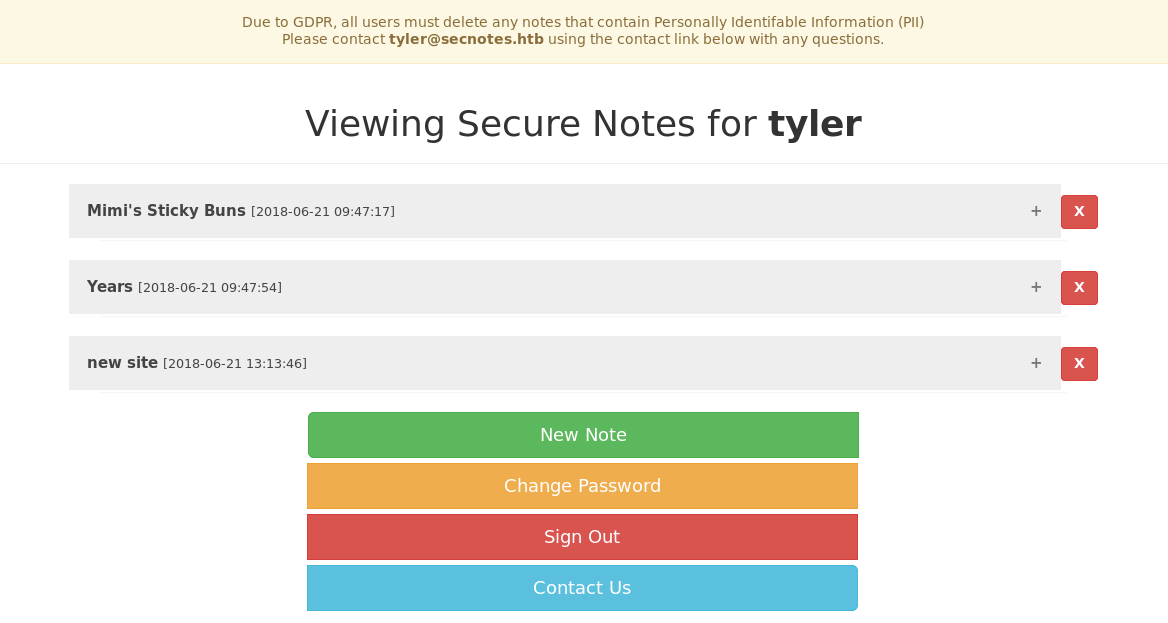 Due to GDPR, all users must delete any notes that contain Personally Identifable Information (PII)
Please contact tyler@secnotes.htb using the contact link below with any questions.
Viewing Secure Notes for tyler
Mimi's Sticky Buns [2018-06-21 09:47:17] + X
Years [2018-06-21 09:47:54] + X
new site [2018-06-21 13:13:46] + X
New Note
Change Password
Sign Out
Contact Us